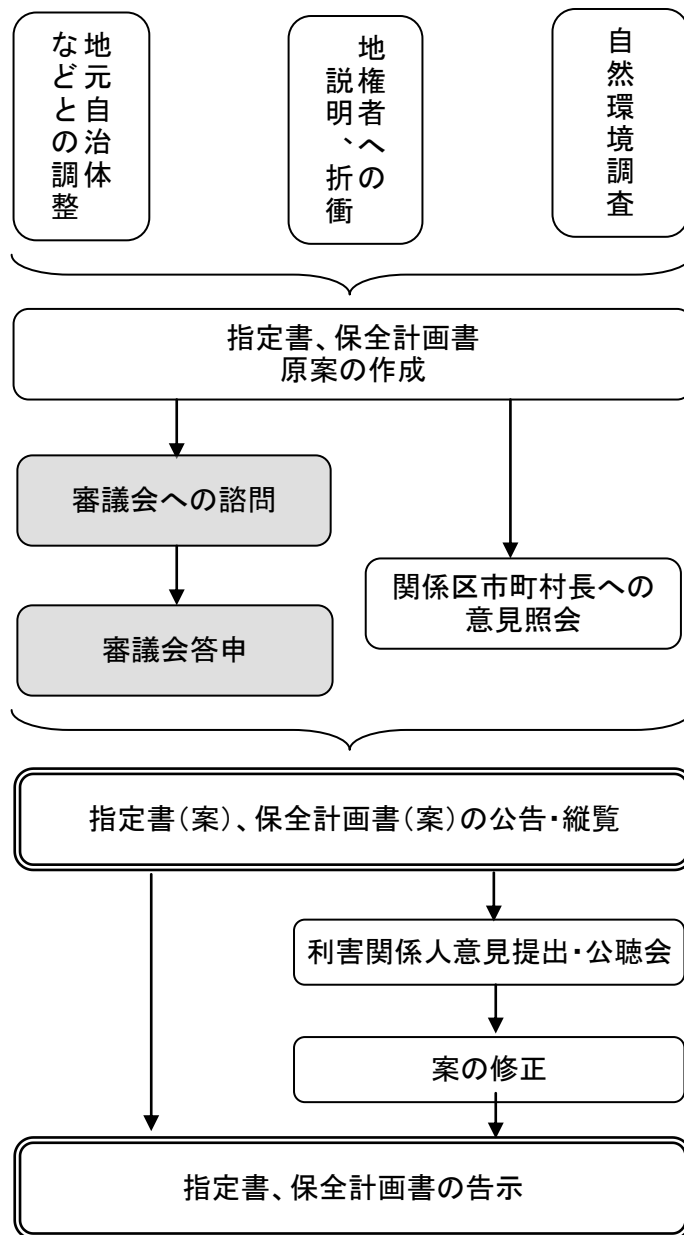 地元自治体
などとの調整
地権者への
説明、折衝
自然環境調査
指定書、保全計画書
原案の作成
審議会への諮問
関係区市町村長への
意見照会
審議会答申
指定書(案)、保全計画書(案)の公告・縦覧
利害関係人意見提出・公聴会
案の修正
指定書、保全計画書の告示